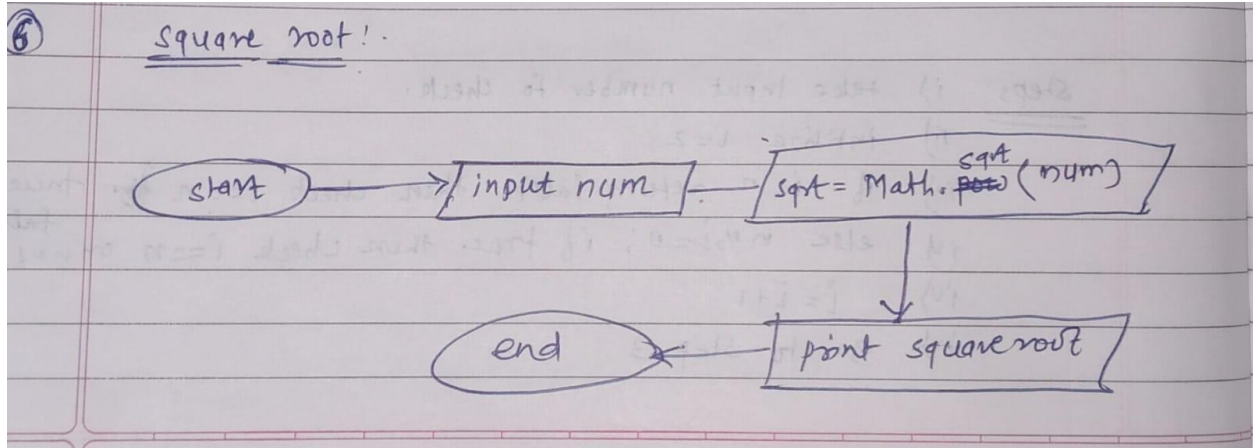 6
square root :-
start
input num
sqrt = Math. sqrt (num)
print squareroot
end